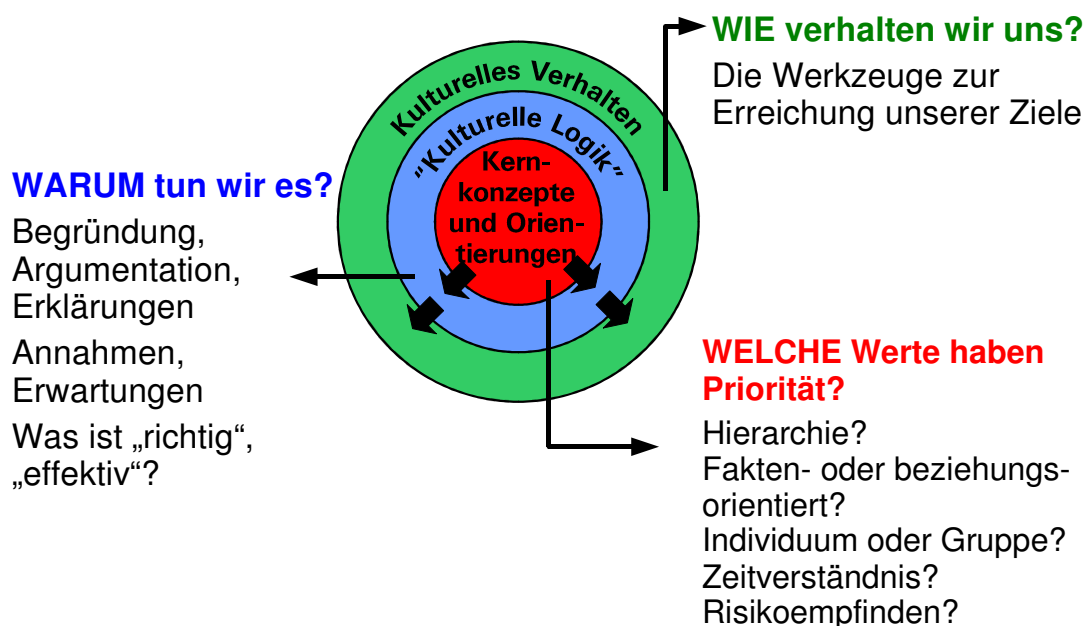 WIE verhalten wir uns?
Die Werkzeuge zur
Erreichung unserer Ziele
Kulturelles Verhalten
"Kulturelle Logik"
Kern-
konzepte
und Orien-
tierungen
WARUM tun wir es?
Begründung,
Argumentation,
Erklärungen
Annahmen,
Erwartungen
Was ist „richtig“,
„effektiv“?
WELCHE Werte haben
Priorität?
Hierarchie?
Fakten- oder beziehungs-
orientiert?
Individuum oder Gruppe?
Zeitverständnis?
Risikoempfinden?